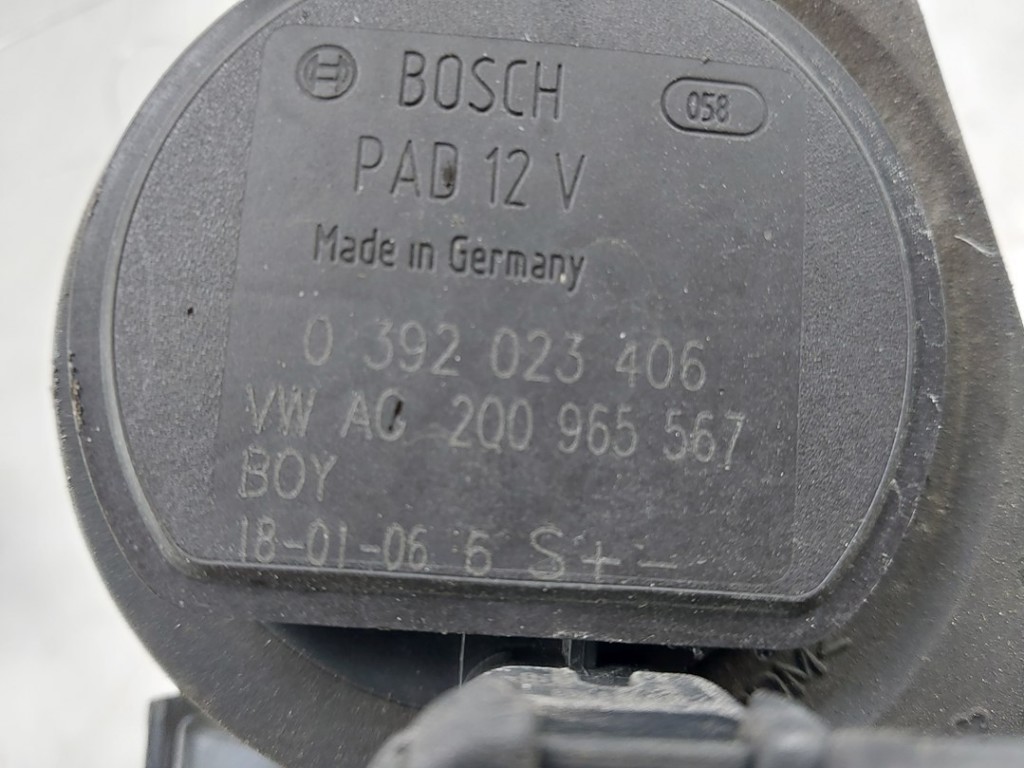 BOSCH 058
PAD 12 V
Made in Germany
0 392 023 406
VW AG 2Q0 965 567
BOY
18-01-06 6 S + -